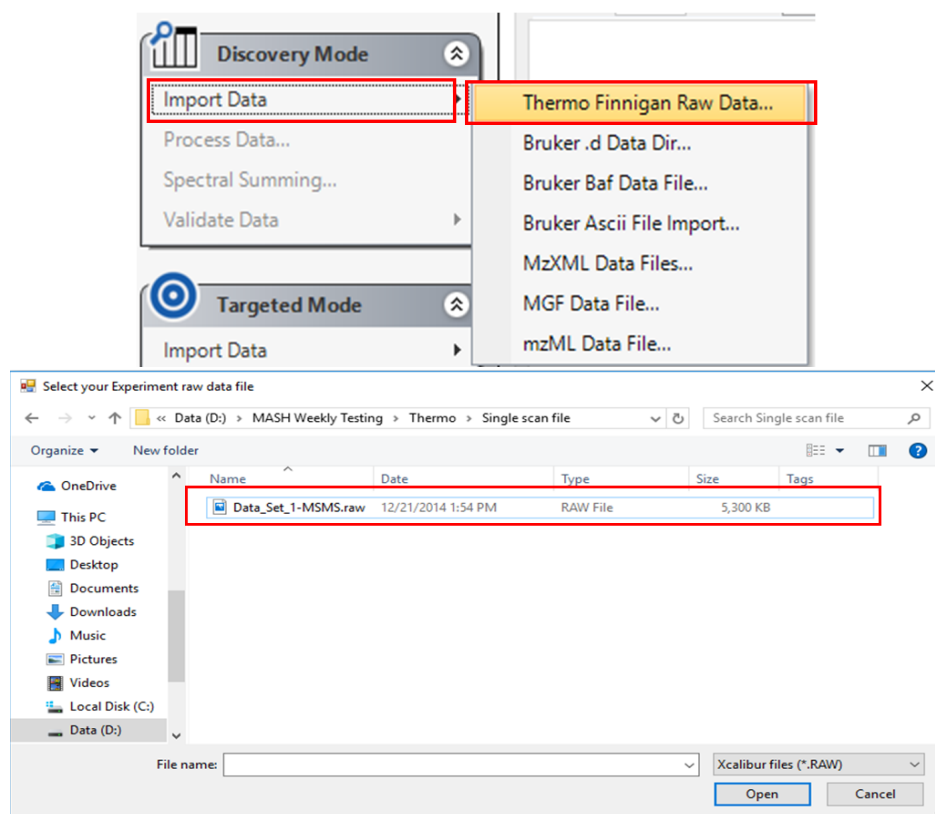 Discovery Mode
Import Data
Process Data...
Spectral Summing...
Validate Data
Thermo Finnigan Raw Data...
Bruker .d Data Dir...
Bruker Baf Data File...
Bruker Ascii File Import...
MzXML Data Files...
MGF Data File...
mzML Data File...
Targeted Mode
Import Data
Select your Experiment raw data file
« Data (D:) > MASH Weekly Testing > Thermo > Single scan file
Search Single scan file
Organize New folder
Name Date Type Size Tags
Data_Set_1-MSMS.raw 12/21/2014 1:54 PM RAW File 5,300 KB
OneDrive
This PC
3D Objects
Desktop
Documents
Downloads
Music
Pictures
Videos
Local Disk (C:)
Data (D:)
File name:
Xcalibur files (*.RAW)
Open Cancel